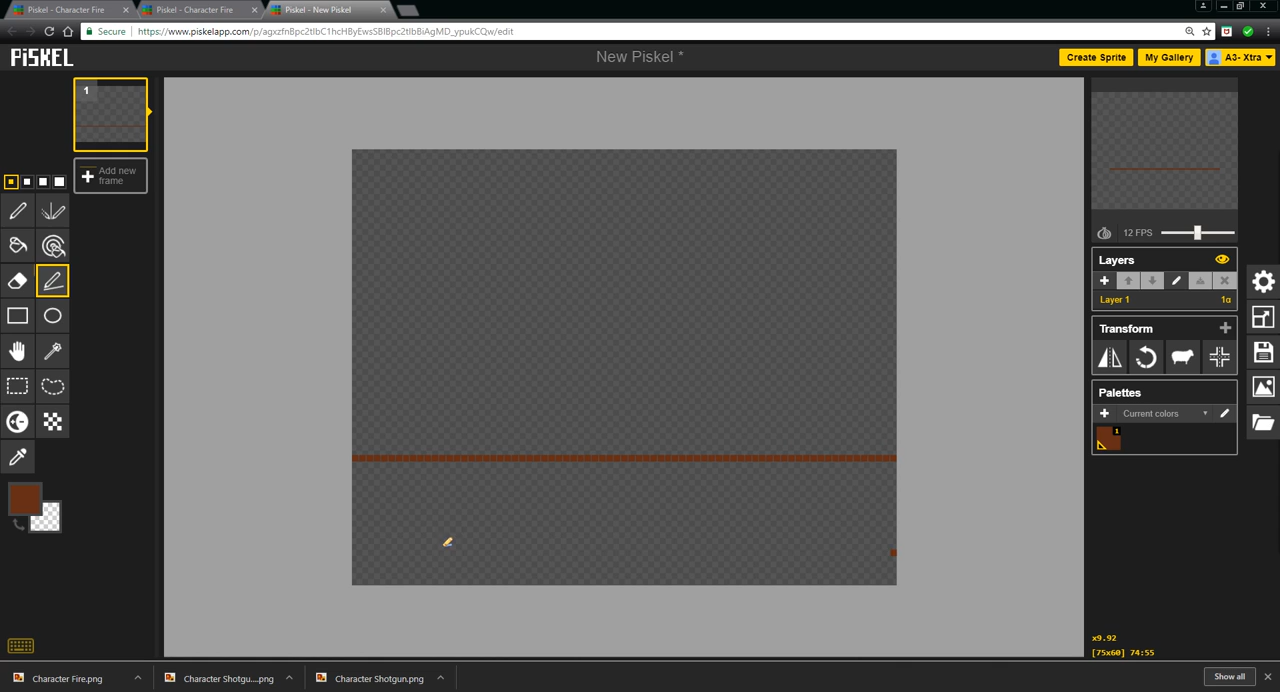 Piskel - Character Fire
Piskel - Character Fire
Piskel - New Piskel
Secure
https://www.piskelapp.com/p/agxzfnBpc2tlbC1hcHByEwsSBlBpc2tlbBiAgMD_ypukCQw/edit
PiSKEL
New Piskel *
Create Sprite
My Gallery
A3- Xtra
1
Add new
frame
12 FPS
Layers
Layer 1
1α
Transform
Palettes
Current colors
1
x9.92
[75x60] 74:55
Character Fire.png
Character Shotgu....png
Character Shotgun.png
Show all